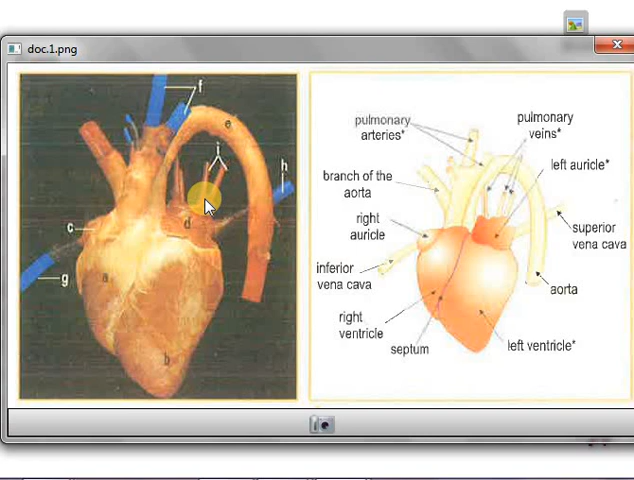 doc.1.png
f
e
i
h
c
d
g
a
b
pulmonary
arteries*
pulmonary
veins*
left auricle*
branch of the
aorta
right
auricle
superior
vena cava
inferior
vena cava
aorta
right
ventricle
septum
left ventricle*